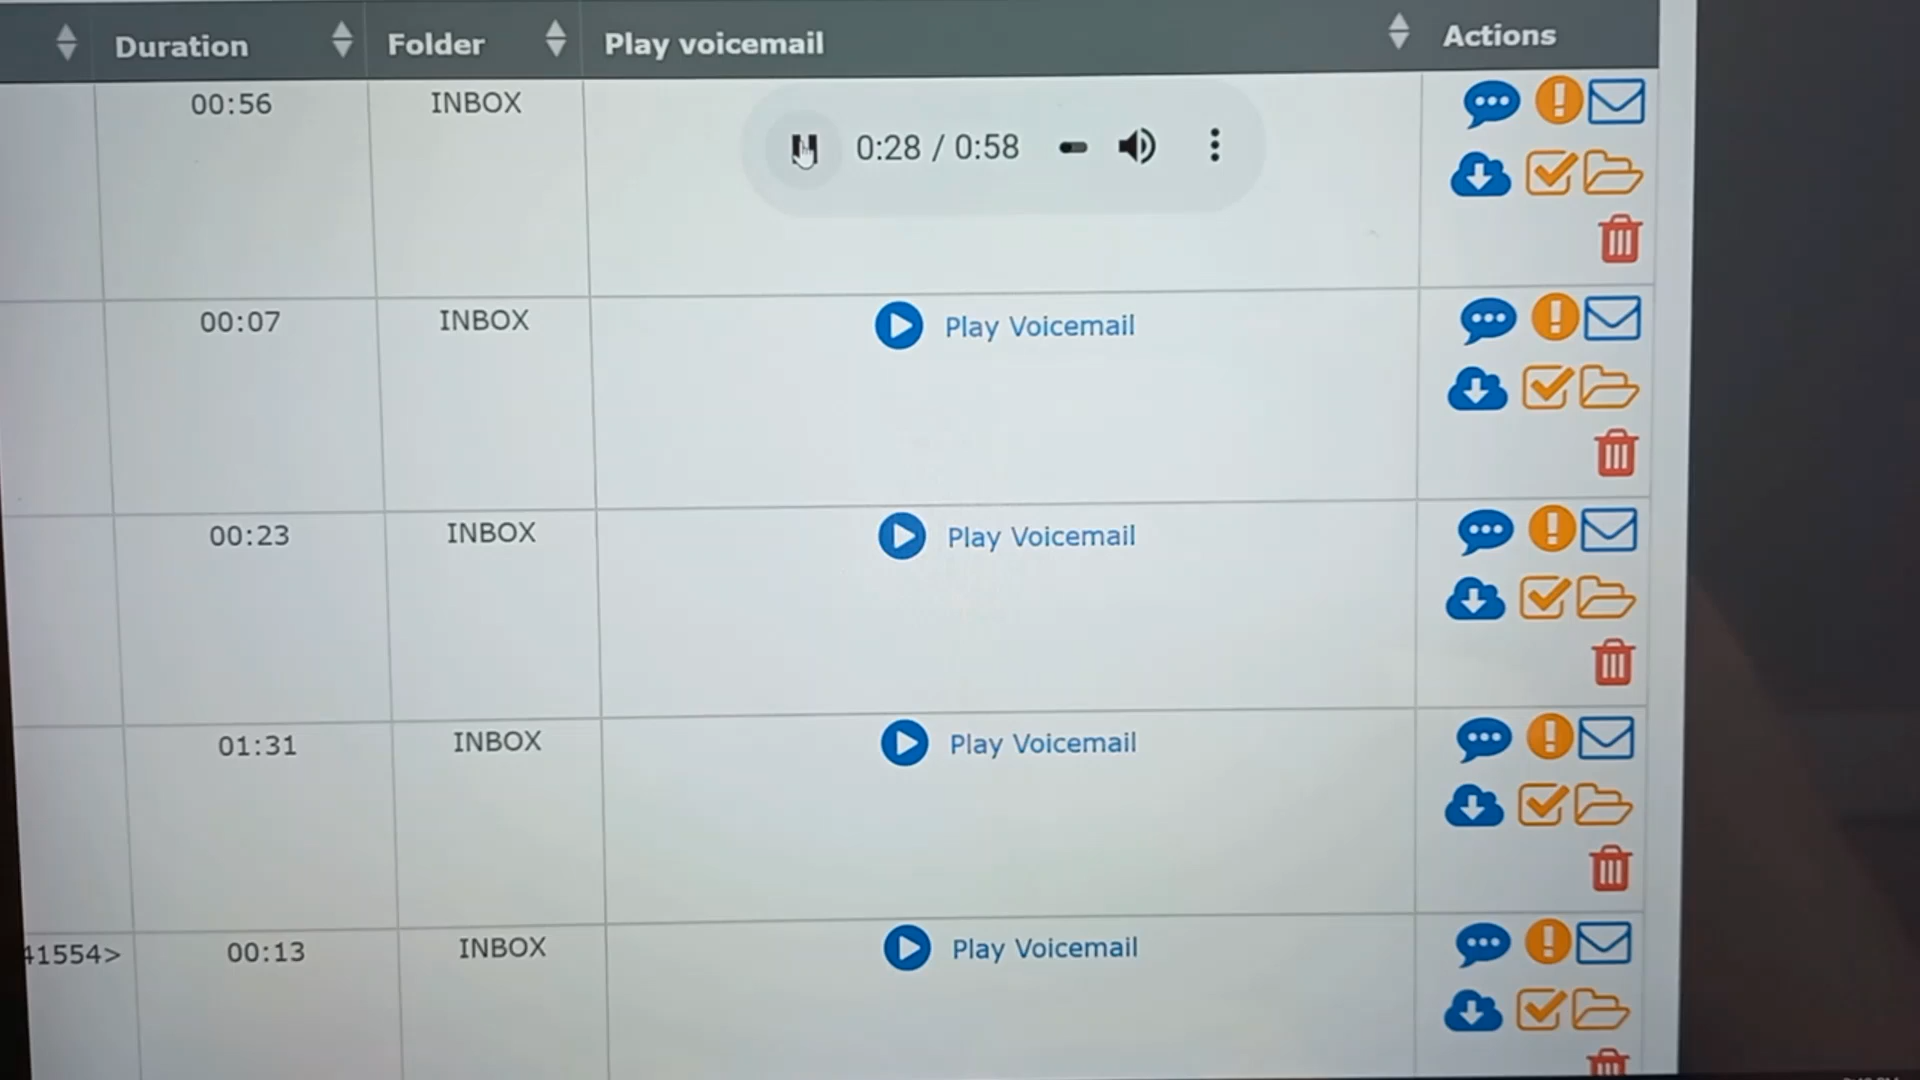 Duration Folder Play voicemail Actions
00:56 INBOX 0:28 / 0:58
00:07 INBOX Play Voicemail
00:23 INBOX Play Voicemail
01:31 INBOX Play Voicemail
41554> 00:13 INBOX Play Voicemail